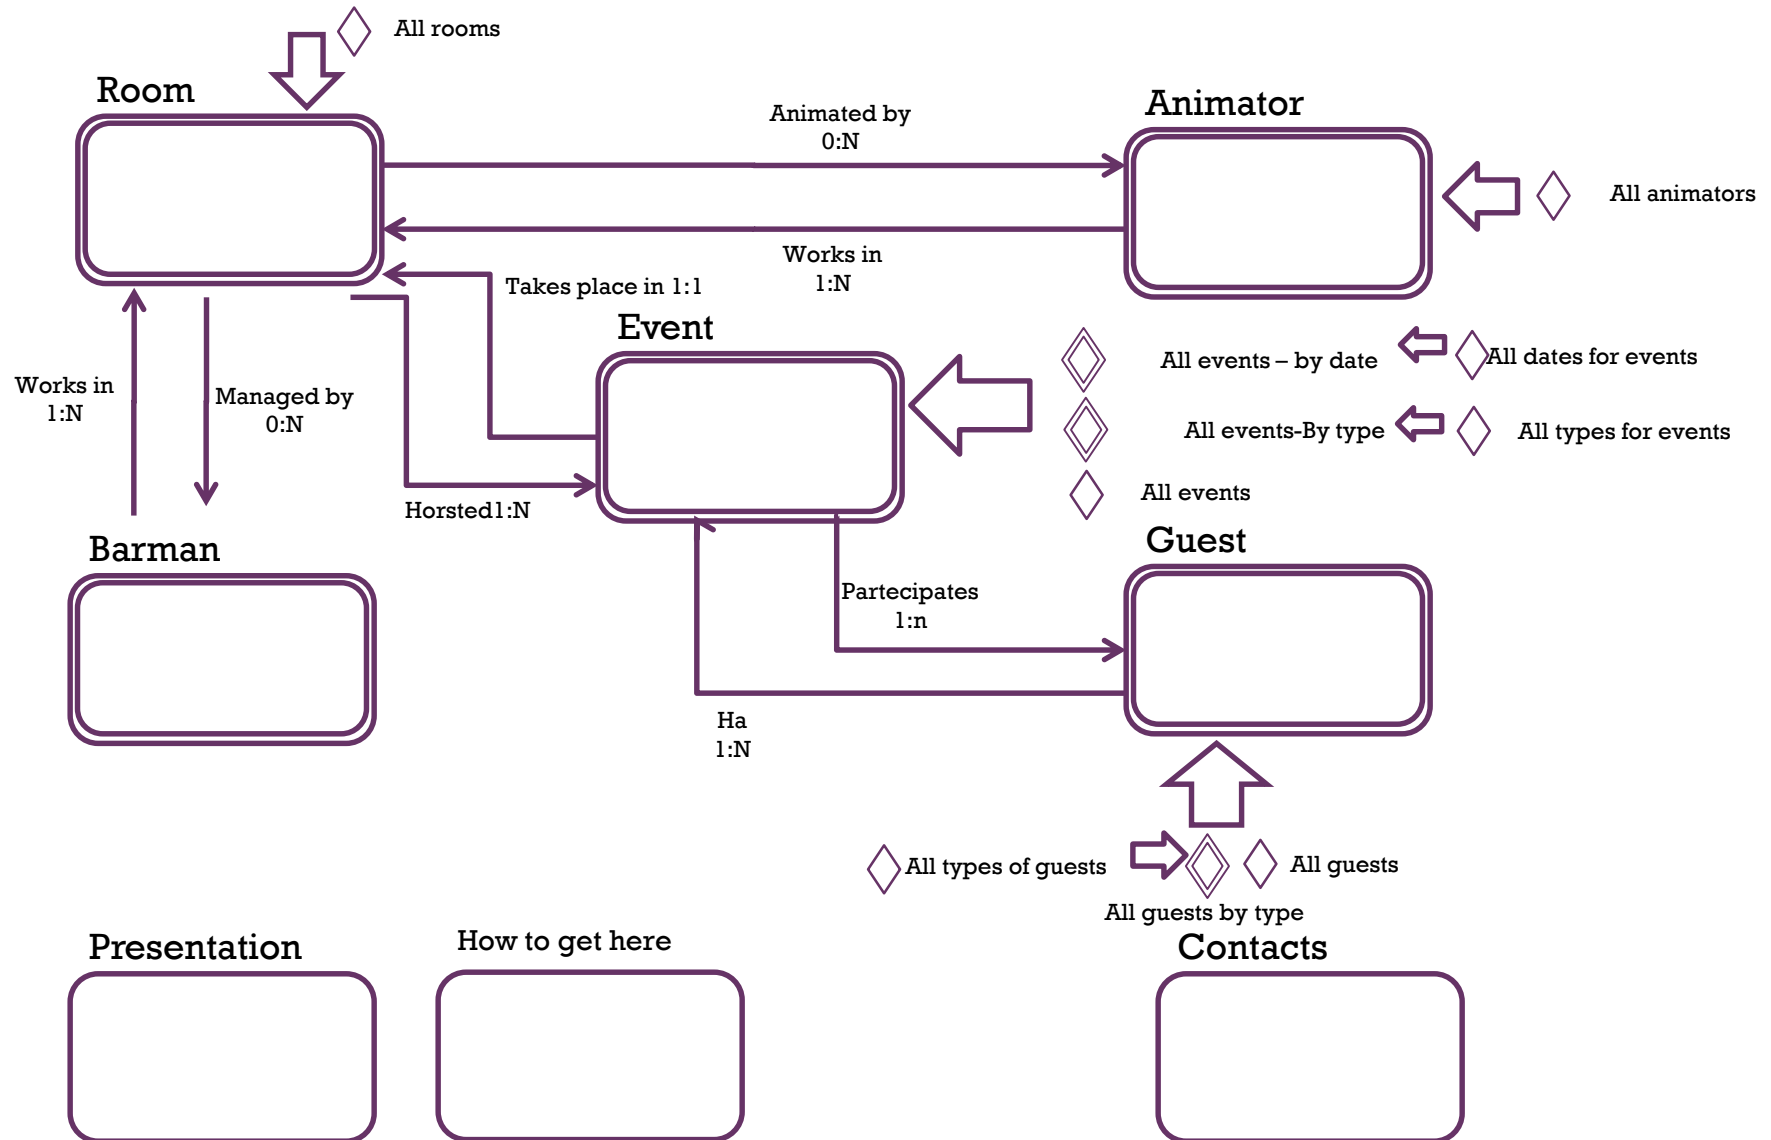 All rooms
Room
Animator
Animated by
0:N
All animators
Works in
1:N
Takes place in 1:1
Event
All events – by date
All dates for events
Works in
1:N
Managed by
0:N
All events-By type
All types for events
Horsted1:N
All events
Barman
Guest
Partecipates
1:n
Ha
1:N
All types of guests
All guests
All guests by type
Presentation
How to get here
Contacts